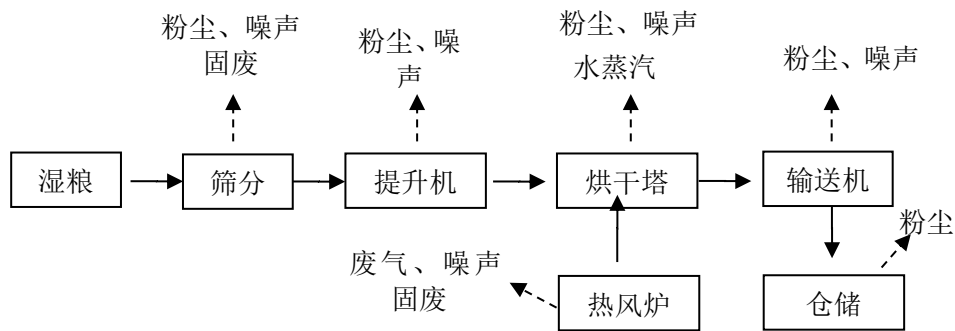 粉尘、噪声
固废
粉尘、噪
声
粉尘、噪声
水蒸汽
粉尘、噪声
湿粮
筛分
提升机
烘干塔
输送机
粉尘
废气、噪声
固废
热风炉
仓储